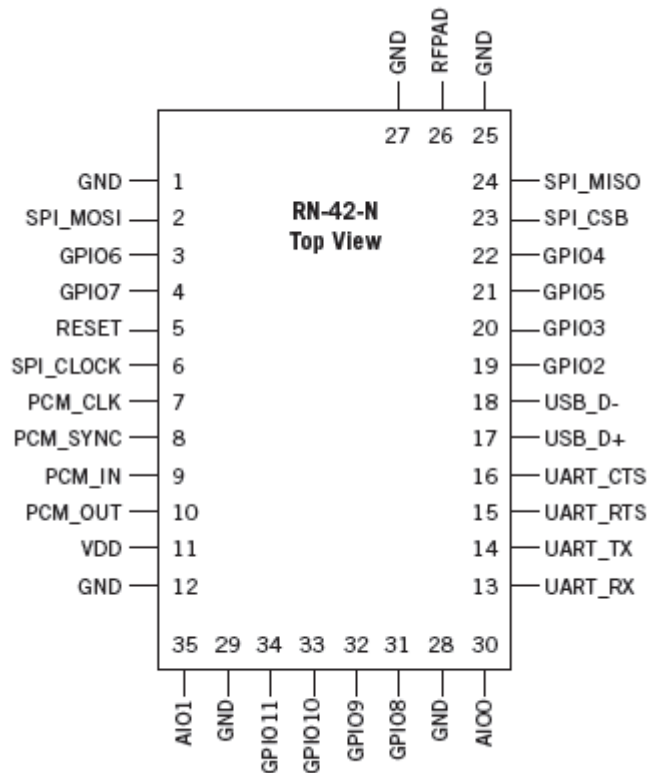 GND RFPAD GND
27 26 25
GND 1 24 SPI_MISO
RN-42-N
SPI_MOSI 2 23 SPI_CSB
Top View
GPIO6 3 22 GPIO4
GPIO7 4 21 GPIO5
RESET 5 20 GPIO3
SPI_CLOCK 6 19 GPIO2
PCM_CLK 7 18 USB_D-
PCM_SYNC 8 17 USB_D+
PCM_IN 9 16 UART_CTS
PCM_OUT 10 15 UART_RTS
VDD 11 14 UART_TX
GND 12 13 UART_RX
35 29 34 33 32 31 28 30
AIO1 GND GPIO11 GPIO10 GPIO9 GPIO8 GND AIO0